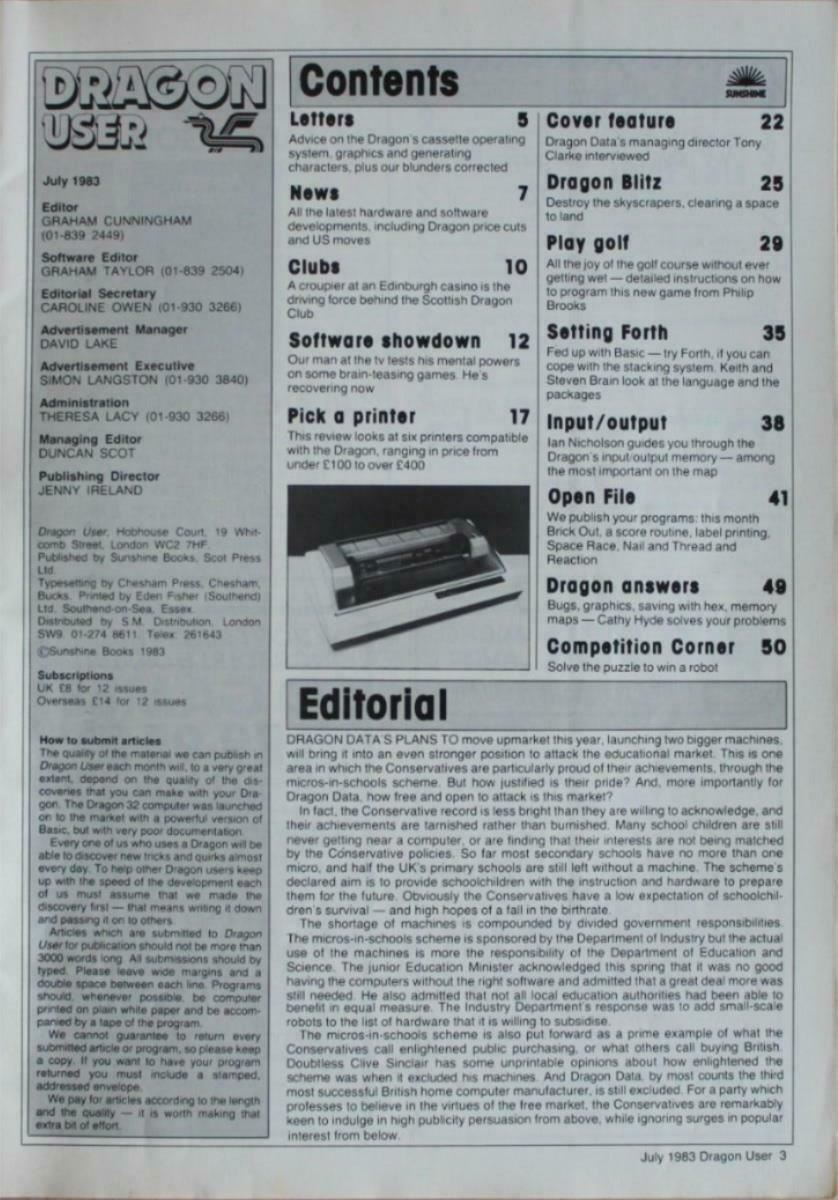 DRAGON
USER
July 1983
Editor
GRAHAM CUNNINGHAM
(01-839 2449)
Software Editor
GRAHAM TAYLOR (01-839 2504)
Editorial Secretary
CAROLINE OWEN (01-930 3266)
Advertisement Manager
DAVID LAKE
Advertisement Executive
SIMON LANGSTON (01-930 3840)
Administration
THERESA LACY (01-930 3266)
Managing Editor
DUNCAN SCOT
Publishing Director
JENNY IRELAND
Dragon User, Hobhouse Court, 19 Whit-
comb Street, London WC2 7HF
Published by Sunshine Books, Scot Press
Ltd.
Typesetting by Chesham Press, Chesham,
Bucks. Printed by Eden Fisher (Southend)
Ltd. Southend-on-Sea, Essex.
Distributed by S.M. Distribution, London
SW9. 01-274 8611. Telex: 261643
©Sunshine Books 1983
Subscriptions
UK £8 for 12 issues
Overseas £14 for 12 issues
How to submit articles
The quality of the material we can publish in
Dragon User each month will, to a very great
extent, depend on the quality of the dis-
coveries that you can make with your Dra-
gon. The Dragon 32 computer was launched
on to the market with a powerful version of
Basic, but with very poor documentation.
Every one of us who uses a Dragon will be
able to discover new tricks and quirks almost
every day. To help other Dragon users keep
up with the speed of the development each
of us must assume that we made the
discovery first — that means writing it down
and passing it on to others.
Articles which are submitted to Dragon
User for publication should not be more than
3000 words long. All submissions should by
typed. Please leave wide margins and a
double space between each line. Programs
should, whenever possible, be computer
printed on plain white paper and be accom-
panied by a tape of the program.
We cannot guarantee to return every
submitted article or program, so please keep
a copy. If you want to have your program
returned you must include a stamped,
addressed envelope.
We pay for articles according to the length
and the quality — it is worth making that
extra bit of effort.
Contents
SUNSHINE
Letters 5
Advice on the Dragon's cassette operating
system, graphics and generating
characters, plus our blunders corrected
News 7
All the latest hardware and software
developments, including Dragon price cuts
and US moves
Clubs 10
A croupier at an Edinburgh casino is the
driving force behind the Scottish Dragon
Club
Software showdown 12
Our man at the tv tests his mental powers
on some brain-teasing games. He's
recovering now
Pick a printer 17
This review looks at six printers compatible
with the Dragon, ranging in price from
under £100 to over £400
Cover feature 22
Dragon Data's managing director Tony
Clarke interviewed
Dragon Blitz 25
Destroy the skyscrapers, clearing a space
to land
Play golf 29
All the joy of the golf course without ever
getting wet — detailed instructions on how
to program this new game from Philip
Brooks
Setting Forth 35
Fed up with Basic — try Forth, if you can
cope with the stacking system. Keith and
Steven Brain look at the language and the
packages
Input/output 38
Ian Nicholson guides you through the
Dragon's input/output memory — among
the most important on the map
Open File 41
We publish your programs: this month
Brick Out, a score routine, label printing,
Space Race, Nail and Thread and
Reaction
Dragon answers 49
Bugs, graphics, saving with hex, memory
maps — Cathy Hyde solves your problems
Competition Corner 50
Solve the puzzle to win a robot
Editorial
DRAGON DATA'S PLANS TO move upmarket this year, launching two bigger machines,
will bring it into an even stronger position to attack the educational market. This is one
area in which the Conservatives are particularly proud of their achievements, through the
micros-in-schools scheme. But how justified is their pride? And, more importantly for
Dragon Data, how free and open to attack is this market?
In fact, the Conservative record is less bright than they are willing to acknowledge, and
their achievements are tarnished rather than burnished. Many school children are still
never getting near a computer, or are finding that their interests are not being matched
by the Conservative policies. So far most secondary schools have no more than one
micro, and half the UK's primary schools are still left without a machine. The scheme's
declared aim is to provide schoolchildren with the instruction and hardware to prepare
them for the future. Obviously the Conservatives have a low expectation of schoolchil-
dren's survival — and high hopes of a fall in the birthrate.
The shortage of machines is compounded by divided government responsibilities.
The micros-in-schools scheme is sponsored by the Department of Industry but the actual
use of the machines is more the responsibility of the Department of Education and
Science. The junior Education Minister acknowledged this spring that it was no good
having the computers without the right software and admitted that a great deal more was
still needed. He also admitted that not all local education authorities had been able to
benefit in equal measure. The Industry Department's response was to add small-scale
robots to the list of hardware that it is willing to subsidise.
The micros-in-schools scheme is also put forward as a prime example of what the
Conservatives call enlightened public purchasing, or what others call buying British.
Doubtless Clive Sinclair has some unprintable opinions about how enlightened the
scheme was when it excluded his machines. And Dragon Data, by most counts the third
most successful British home computer manufacturer, is still excluded. For a party which
professes to believe in the virtues of the free market, the Conservatives are remarkably
keen to indulge in high publicity persuasion from above, while ignoring surges in popular
interest from below.
July 1983 Dragon User 3